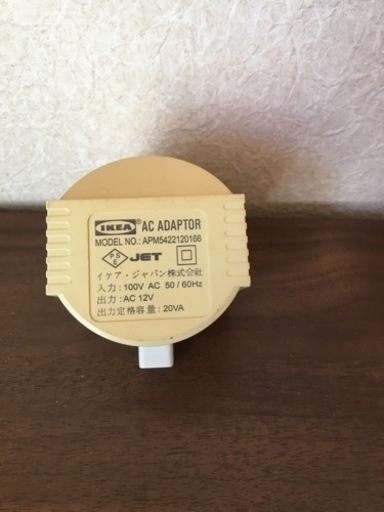 IKEA® AC ADAPTOR
MODEL NO.: APM5422120166
PSE JET
イケア・ジャパン株式会社
入力：100V AC 50 / 60Hz
出力：AC 12V
出力定格容量：20VA